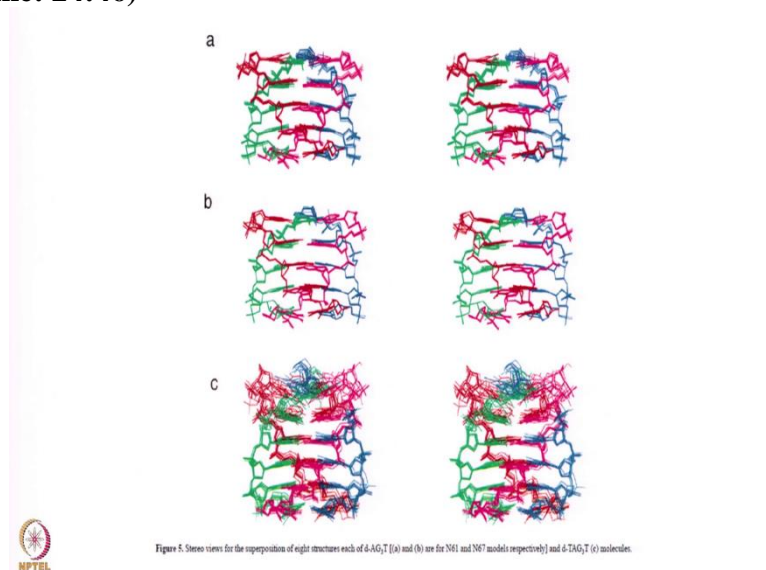 a
b
c
Figure 5. Stereo views for the superposition of eight structures each of d-AG3T [(a) and (b) are for N61 and N67 models respectively] and d-TAG3T (c) molecules.
NPTEL